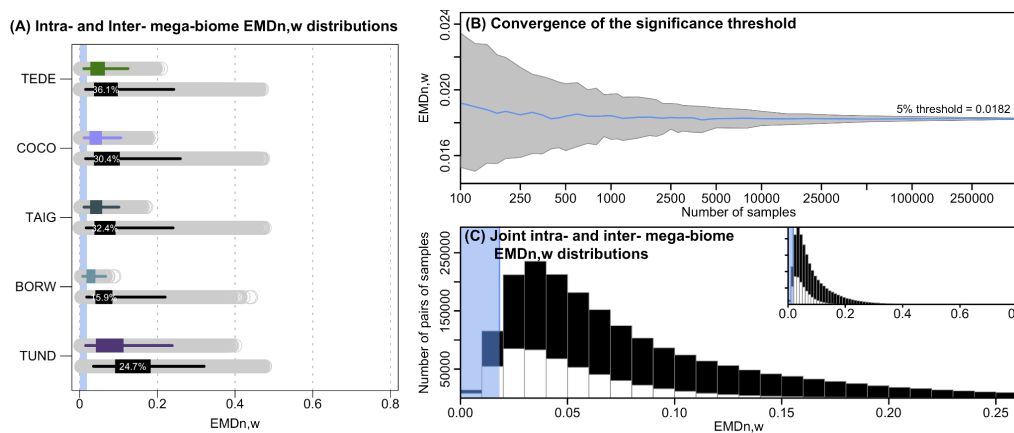 (A) Intra- and Inter- mega-biome EMDn,w distributions
TEDE
36.1%
COCO
30.4%
TAIG
32.4%
BORW
5.9%
TUND
24.7%
0 0.2 0.4 0.6 0.8
EMDn,w
(B) Convergence of the significance threshold
EMDn,w
0.024
0.020
0.016
5% threshold = 0.0182
100 250 500 1000 2500 5000 10000 25000 100000 250000
Number of samples
(C) Joint intra- and inter- mega-biome
EMDn,w distributions
Number of pairs of samples
250000
150000
50000
0.00 0.05 0.10 0.15 0.20 0.25
EMDn,w
0.0 0.2 0.4 0.6